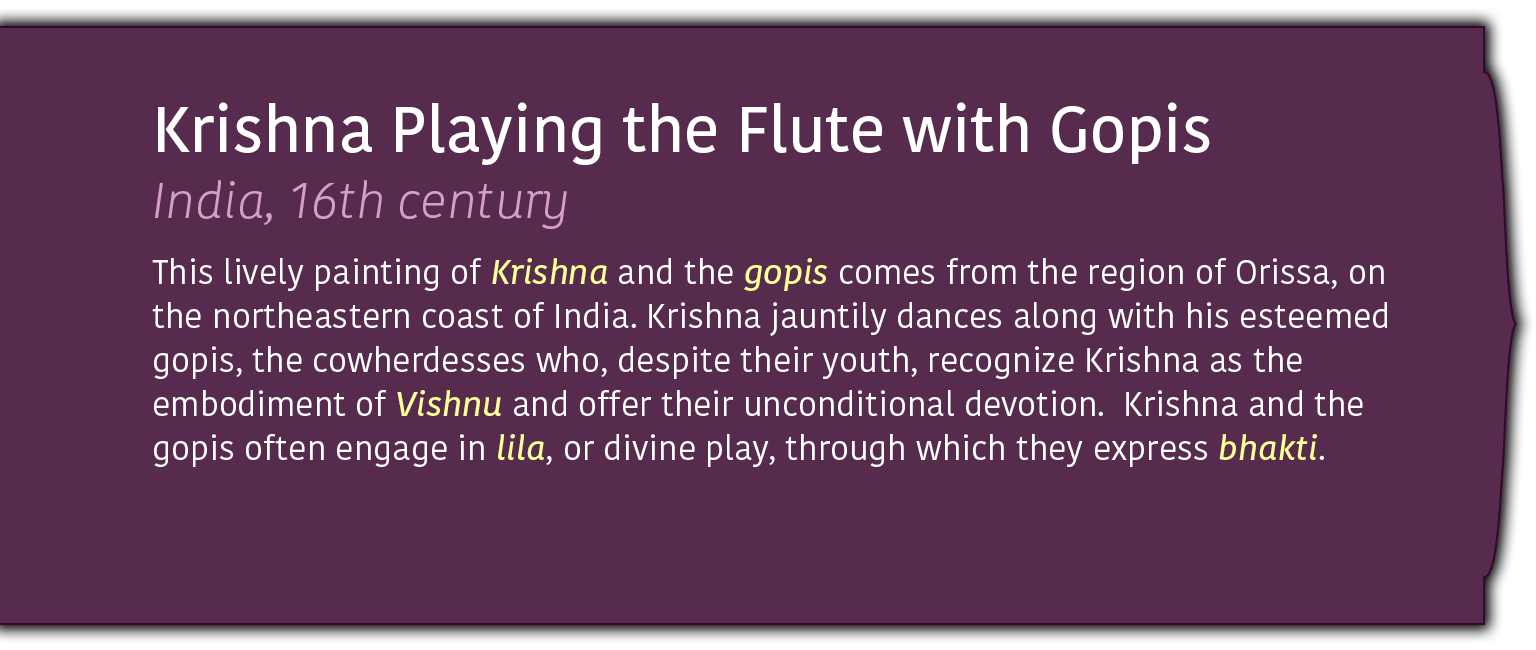 Krishna Playing the Flute with Gopis
India, 16th century
This lively painting of Krishna and the gopis comes from the region of Orissa, on
the northeastern coast of India. Krishna jauntily dances along with his esteemed
gopis, the cowherdesses who, despite their youth, recognize Krishna as the
embodiment of Vishnu and offer their unconditional devotion.  Krishna and the
gopis often engage in lila, or divine play, through which they express bhakti.